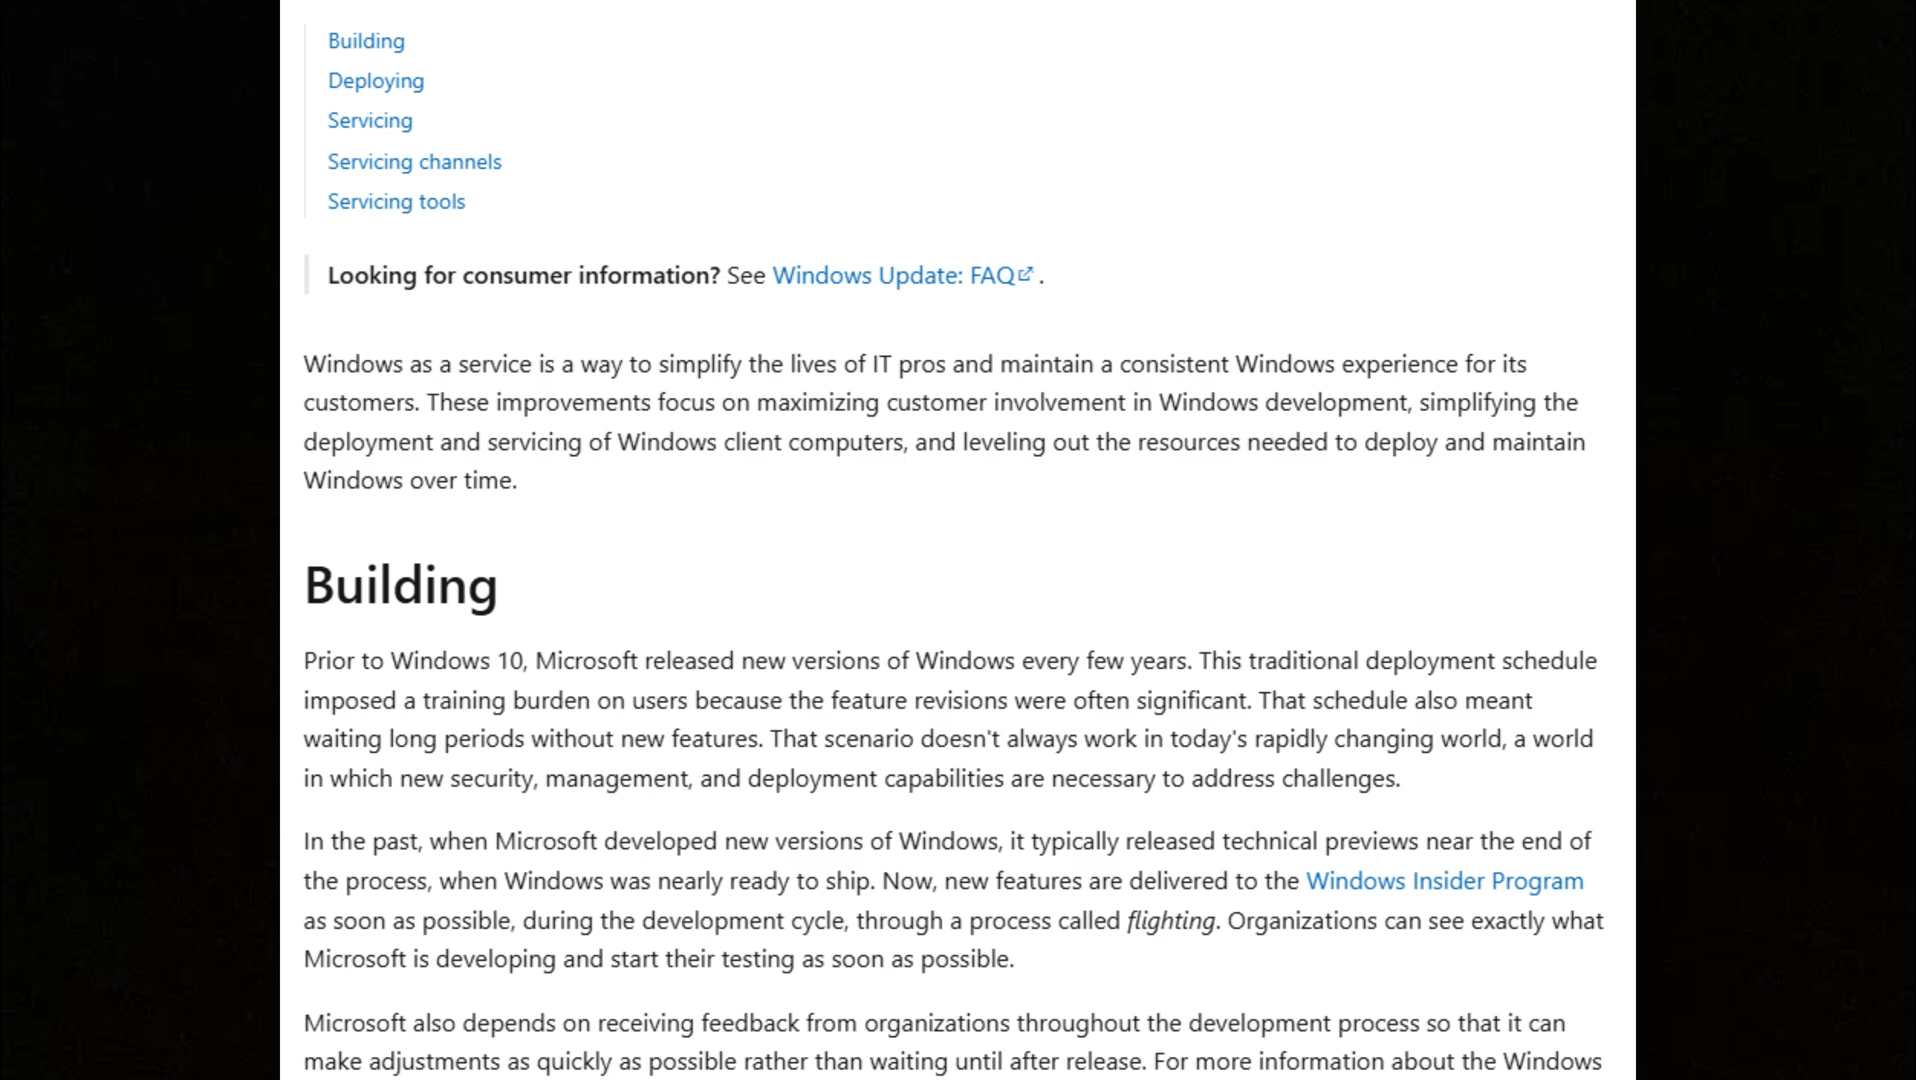 Building
Deploying
Servicing
Servicing channels
Servicing tools
Looking for consumer information? See Windows Update: FAQ .
Windows as a service is a way to simplify the lives of IT pros and maintain a consistent Windows experience for its
customers. These improvements focus on maximizing customer involvement in Windows development, simplifying the
deployment and servicing of Windows client computers, and leveling out the resources needed to deploy and maintain
Windows over time.
Building
Prior to Windows 10, Microsoft released new versions of Windows every few years. This traditional deployment schedule
imposed a training burden on users because the feature revisions were often significant. That schedule also meant
waiting long periods without new features. That scenario doesn't always work in today's rapidly changing world, a world
in which new security, management, and deployment capabilities are necessary to address challenges.
In the past, when Microsoft developed new versions of Windows, it typically released technical previews near the end of
the process, when Windows was nearly ready to ship. Now, new features are delivered to the Windows Insider Program
as soon as possible, during the development cycle, through a process called flighting. Organizations can see exactly what
Microsoft is developing and start their testing as soon as possible.
Microsoft also depends on receiving feedback from organizations throughout the development process so that it can
make adjustments as quickly as possible rather than waiting until after release. For more information about the Windows